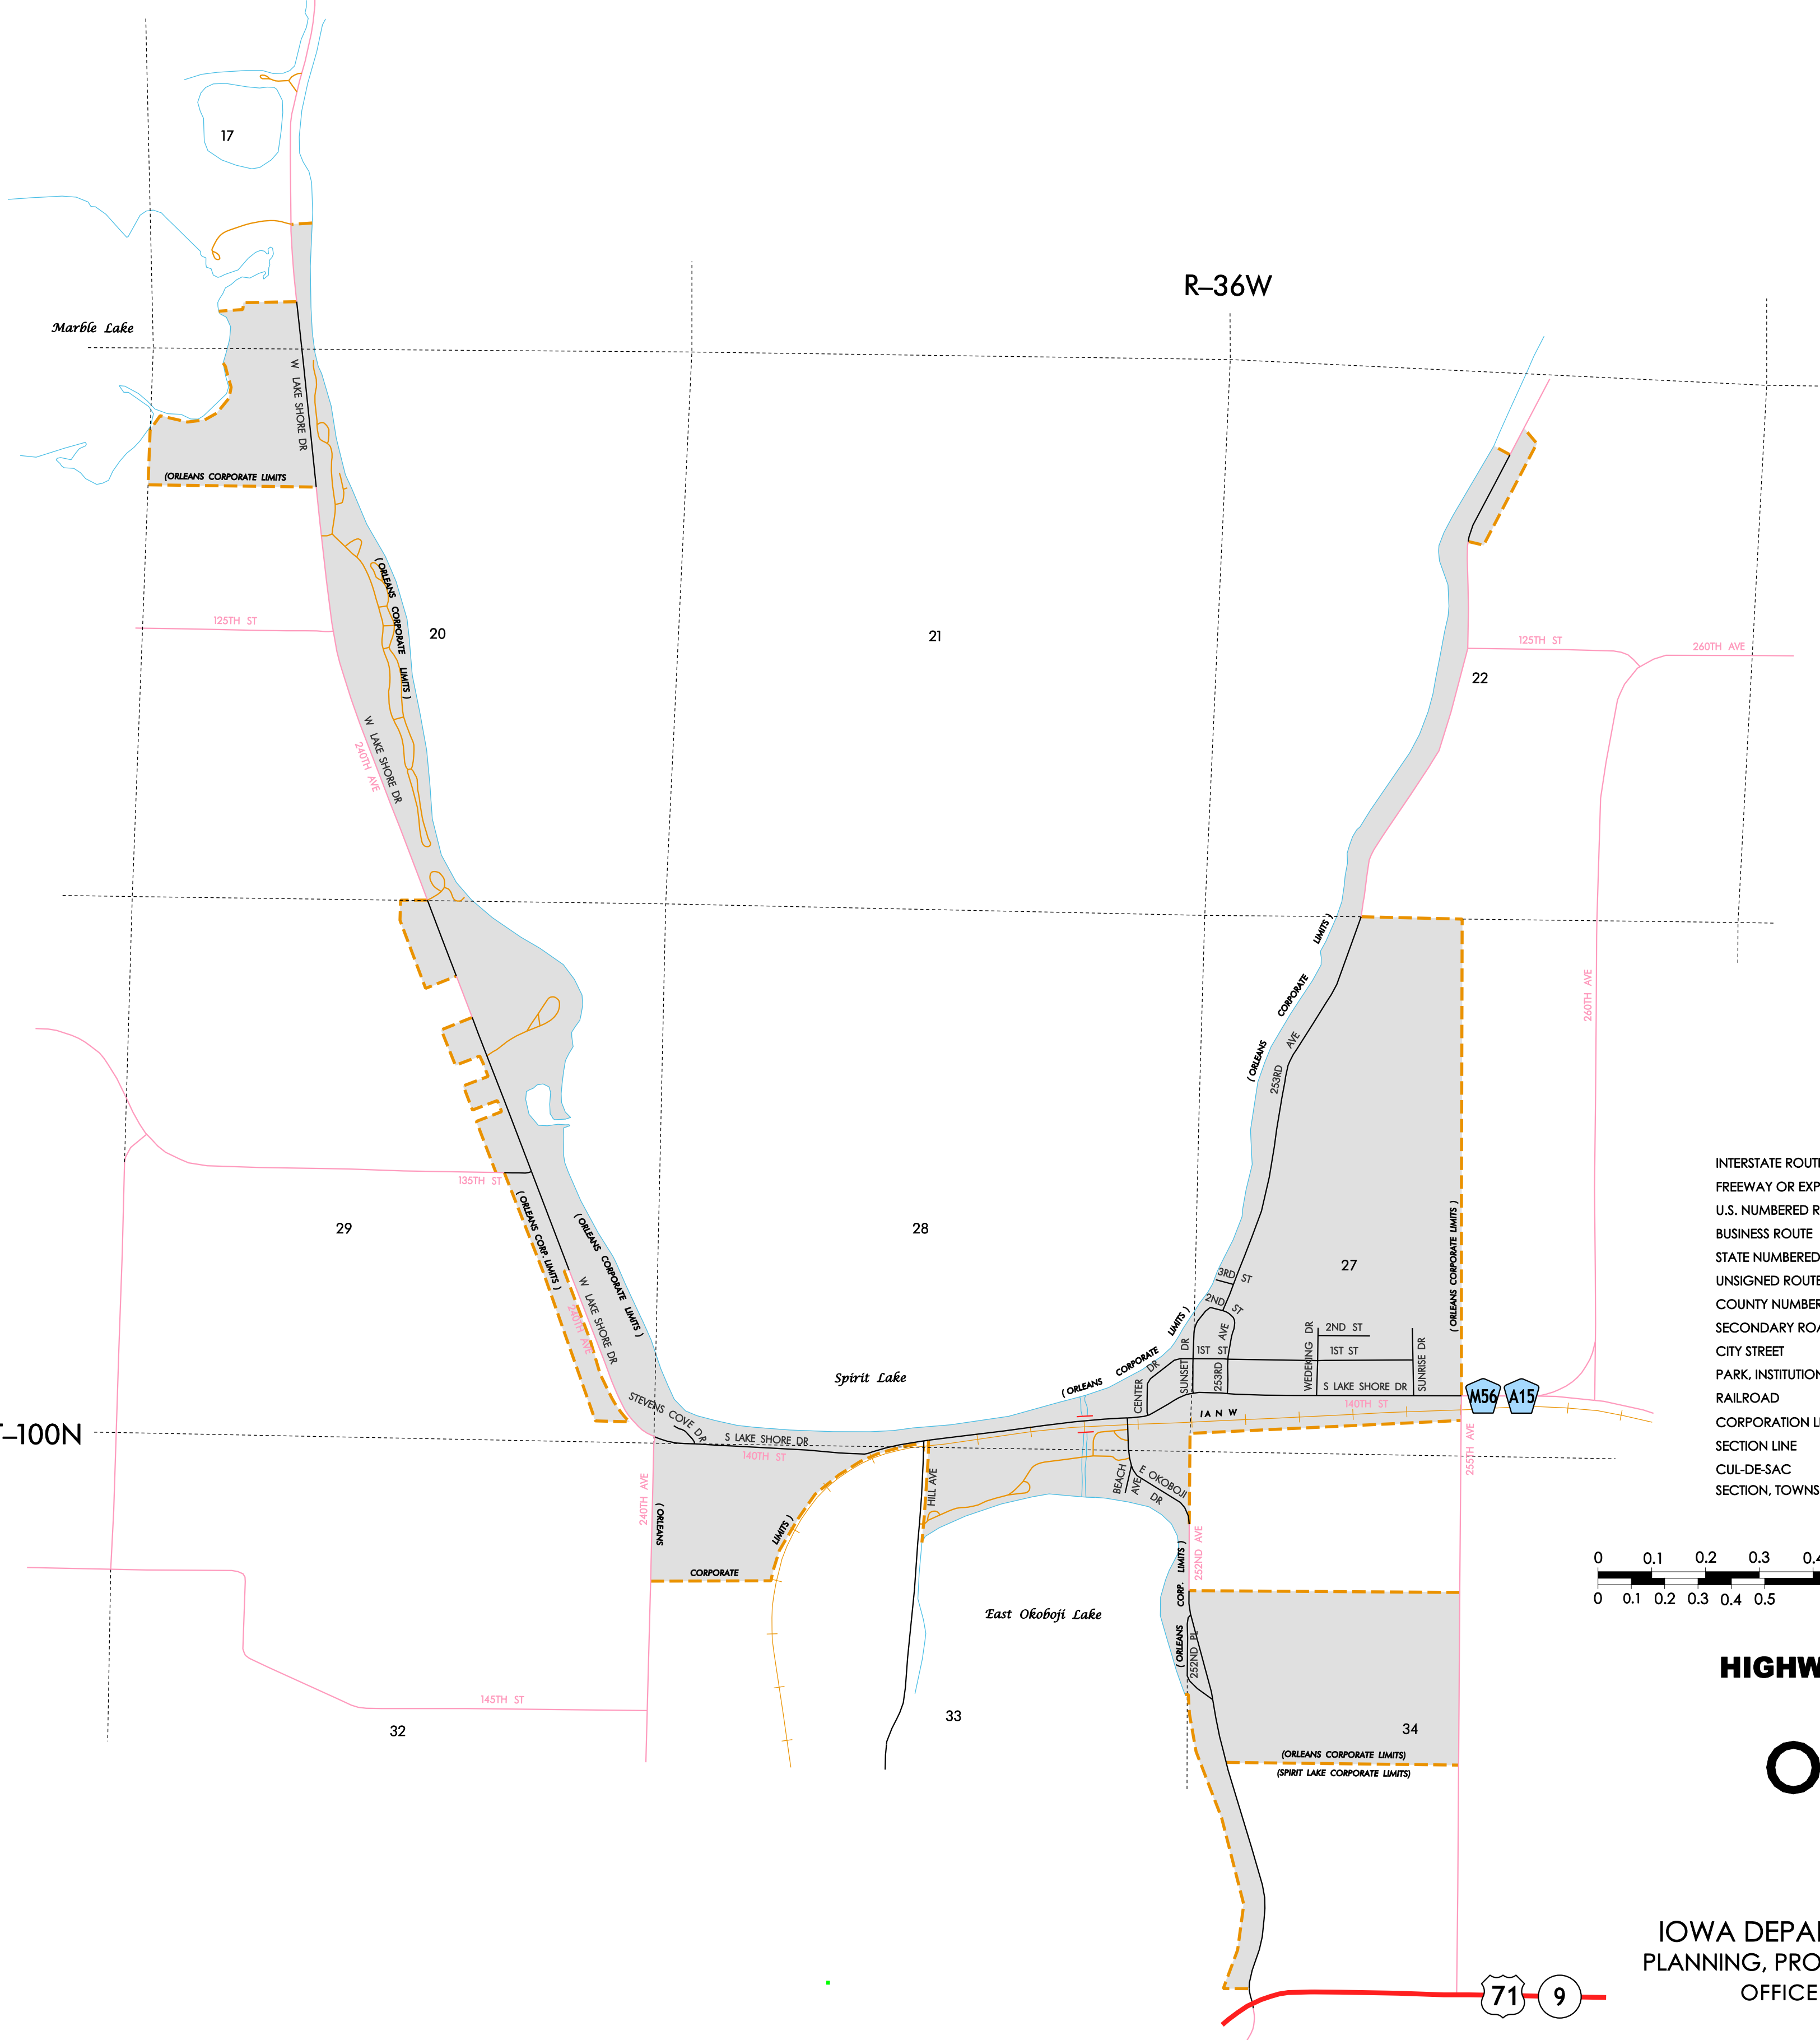 17
R–36W
Marble Lake
W LAKE SHORE DR
(ORLEANS CORPORATE LIMITS
( ORLEANS CORPORATE LIMITS )
125TH ST
20
21
125TH ST
260TH AVE
22
W LAKE SHORE DR
240TH AVE
( ORLEANS CORPORATE LIMITS )
260TH AVE
253RD AVE
135TH ST
( ORLEANS CORP. LIMITS )
( ORLEANS CORPORATE LIMITS )
( ORLEANS CORPORATE LIMITS )
29
28
27
W LAKE SHORE DR
240TH AVE
3RD ST
2ND ST
2ND ST
1ST ST
1ST ST
253RD AVE
SUNSET DR
CENTER DR
WEDEKING DR
SUNRISE DR
S LAKE SHORE DR
140TH ST
M56
A15
I A N W
Spirit Lake
( ORLEANS CORPORATE LIMITS )
STEVENS COVE DR
S LAKE SHORE DR
140TH ST
–100N
240TH AVE
( ORLEANS
CORPORATE
LIMITS )
HILL AVE
BEACH AVE
E OKOBOJI DR
255TH AVE
252ND AVE
( ORLEANS CORP. LIMITS )
252ND PL
East Okoboji Lake
145TH ST
32
33
34
(ORLEANS CORPORATE LIMITS)
(SPIRIT LAKE CORPORATE LIMITS)
71
9
INTERSTATE ROUT
FREEWAY OR EXP
U.S. NUMBERED R
BUSINESS ROUTE
STATE NUMBERED
UNSIGNED ROUTE
COUNTY NUMBER
SECONDARY ROA
CITY STREET
PARK, INSTITUTION
RAILROAD
CORPORATION L
SECTION LINE
CUL-DE-SAC
SECTION, TOWNS
0 0.1 0.2 0.3 0.4
0 0.1 0.2 0.3 0.4 0.5
HIGHW
O
IOWA DEPA
PLANNING, PRO
OFFICE